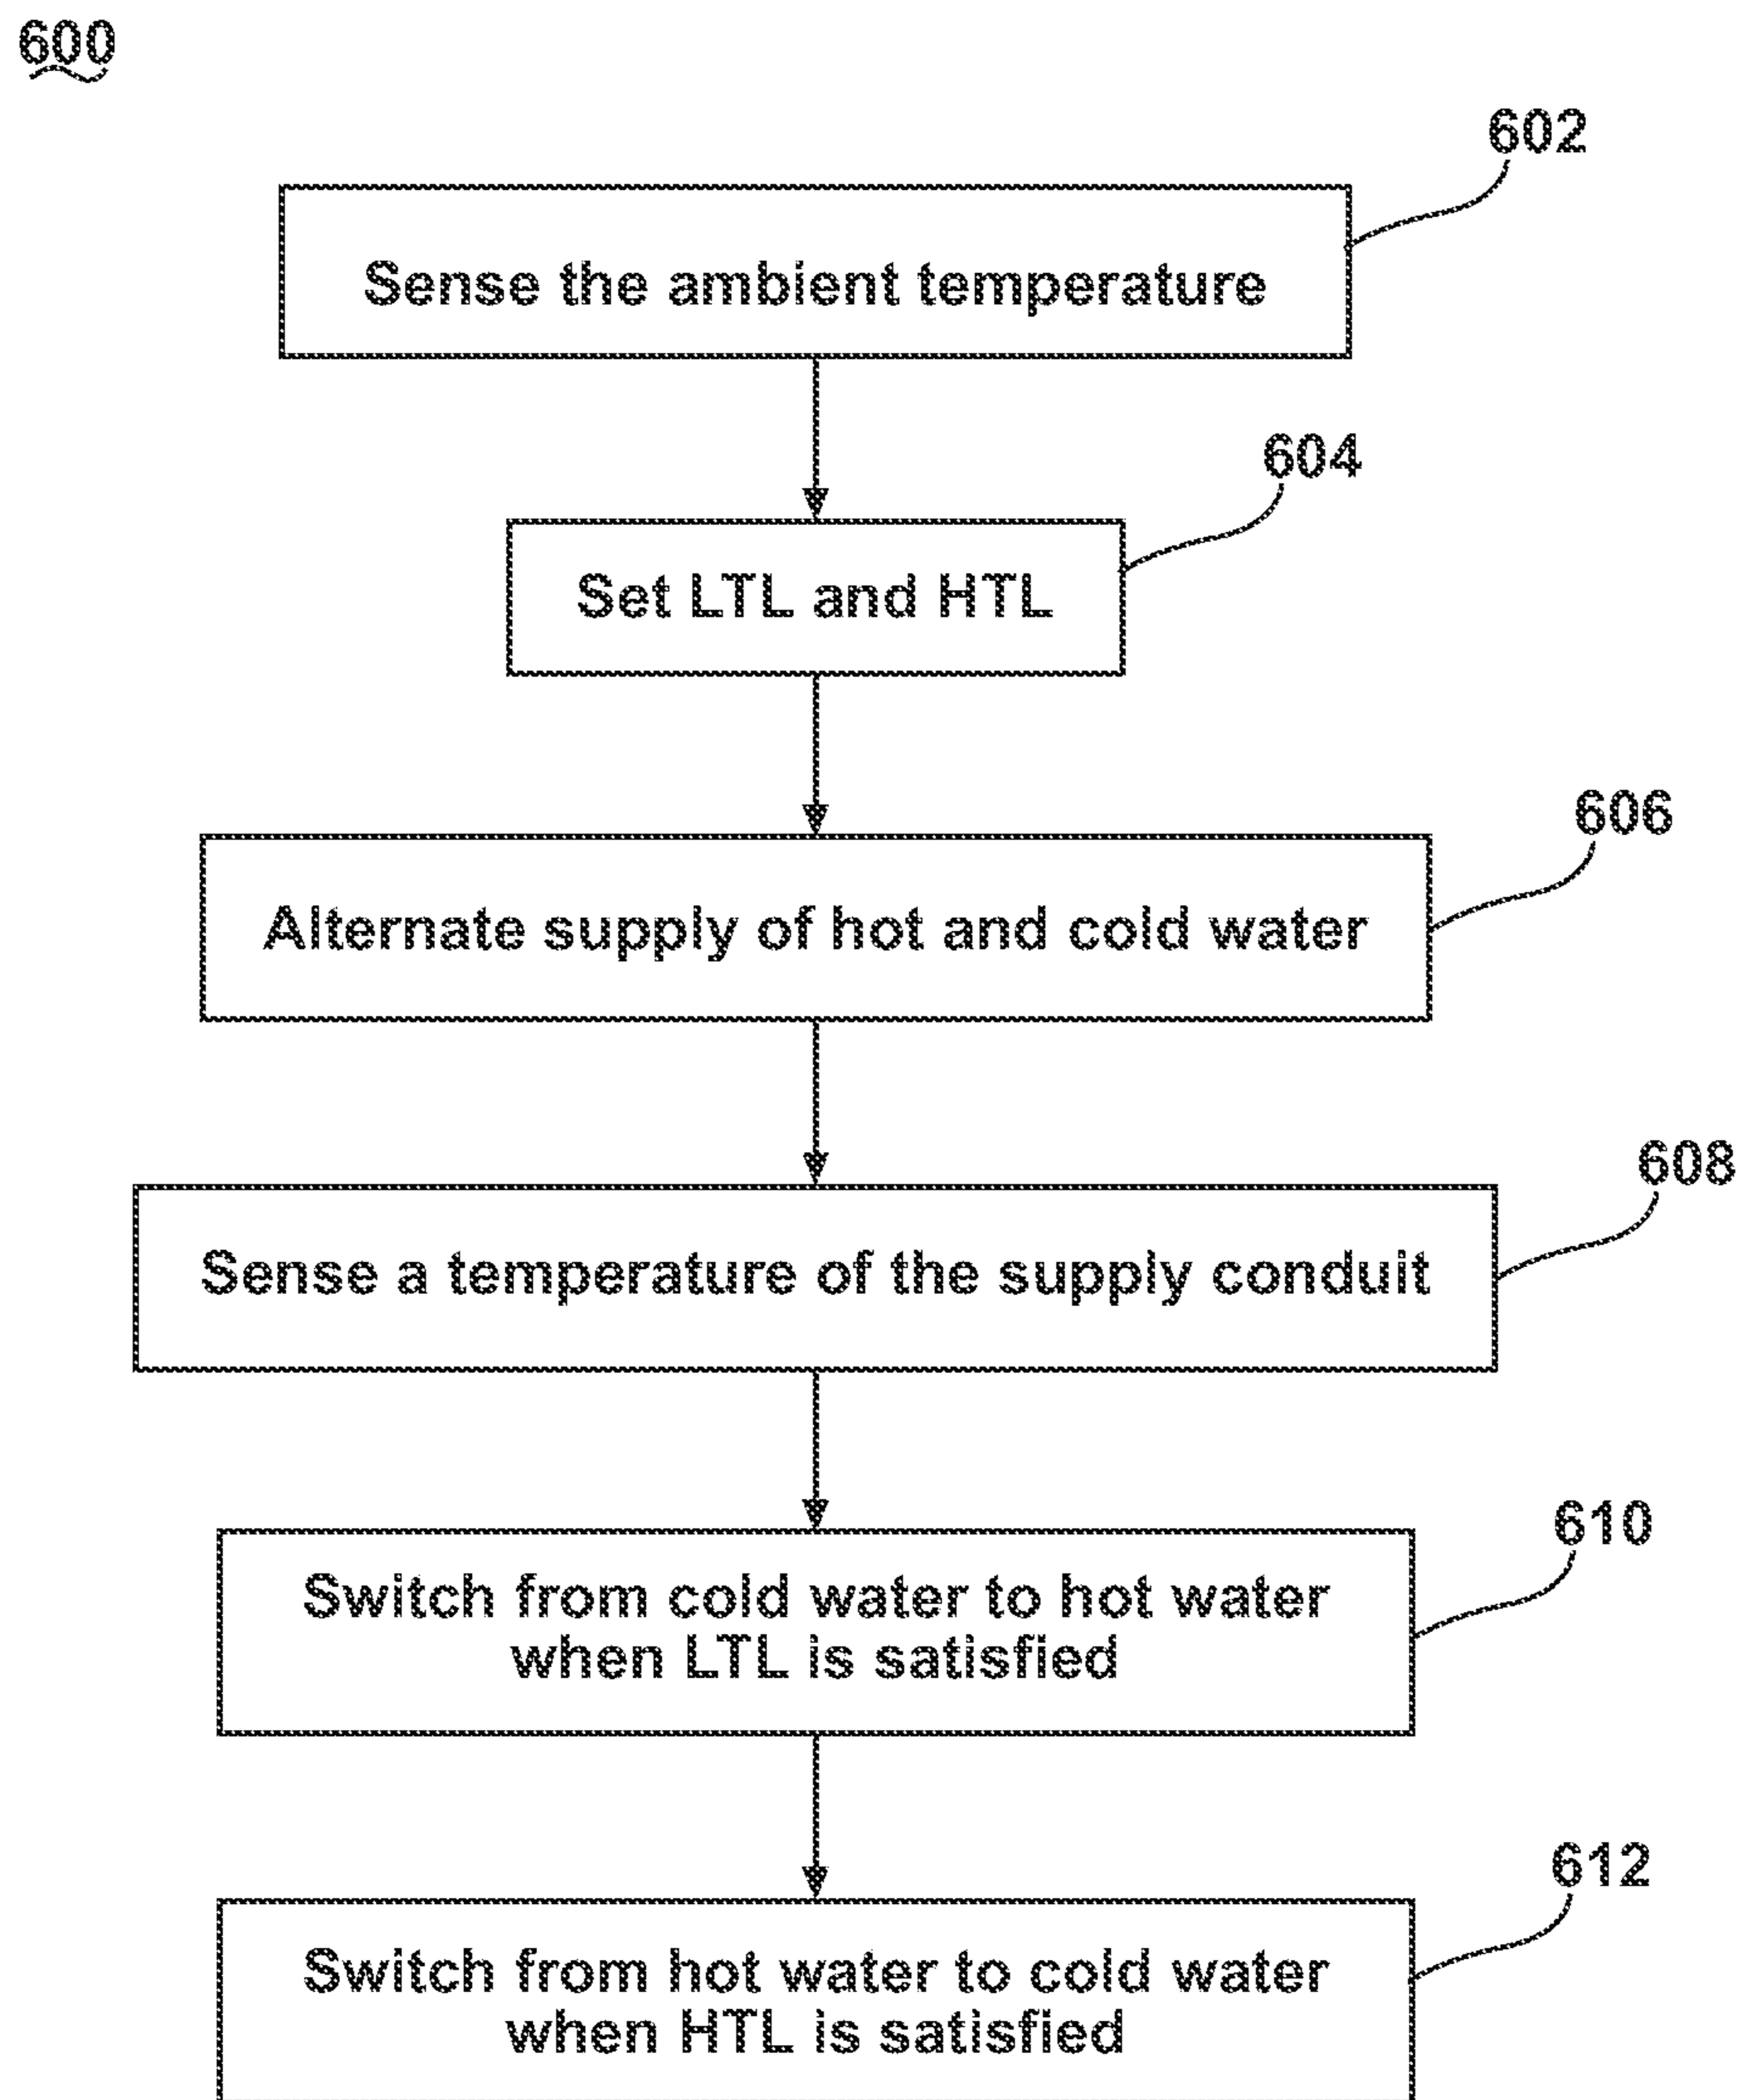 600
602
Sense the ambient temperature
604
Set LTL and HTL
606
Alternate supply of hot and cold water
608
Sense a temperature of the supply conduit
610
Switch from cold water to hot water
when LTL is satisfied
612
Switch from hot water to cold water
when HTL is satisfied